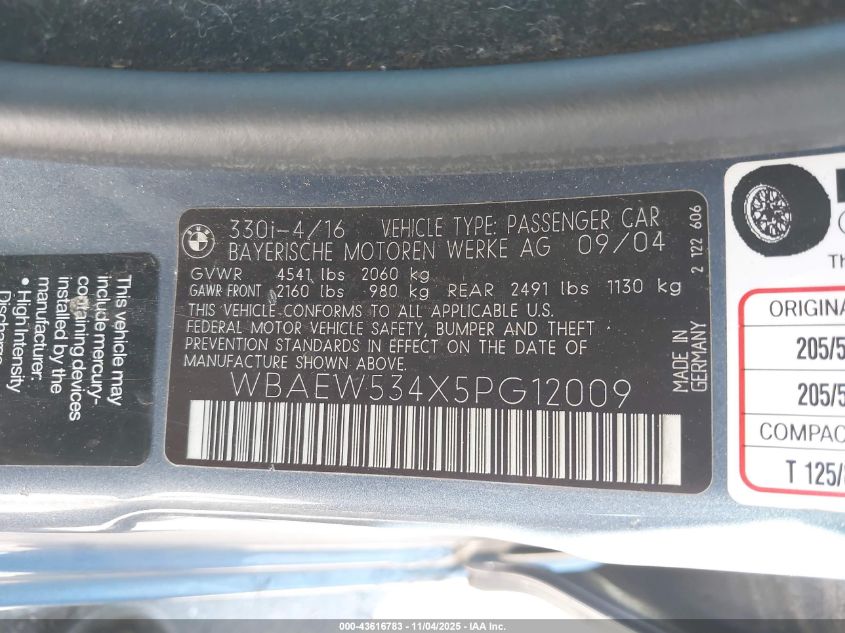 330i-4/16 VEHICLE TYPE: PASSENGER CAR
BAYERISCHE MOTOREN WERKE AG 09/04
GVWR 4541 lbs 2060 kg
GAWR FRONT 2160 lbs 980 kg REAR 2491 lbs 1130 kg
THIS VEHICLE CONFORMS TO ALL APPLICABLE U.S.
FEDERAL MOTOR VEHICLE SAFETY, BUMPER AND THEFT
PREVENTION STANDARDS IN EFFECT ON THE DATE OF
MANUFACTURE SHOWN ABOVE.
WBAEW534X5PG12009
MADE IN
GERMANY
2 122 606
This vehicle may
include mercury-
containing devices
installed by the
manufacturer:
• High Intensity
Discharge
Th
ORIGINA
205/5
205/5
COMPAC
T 125/
000-43616783 - 11/04/2025 - IAA Inc.